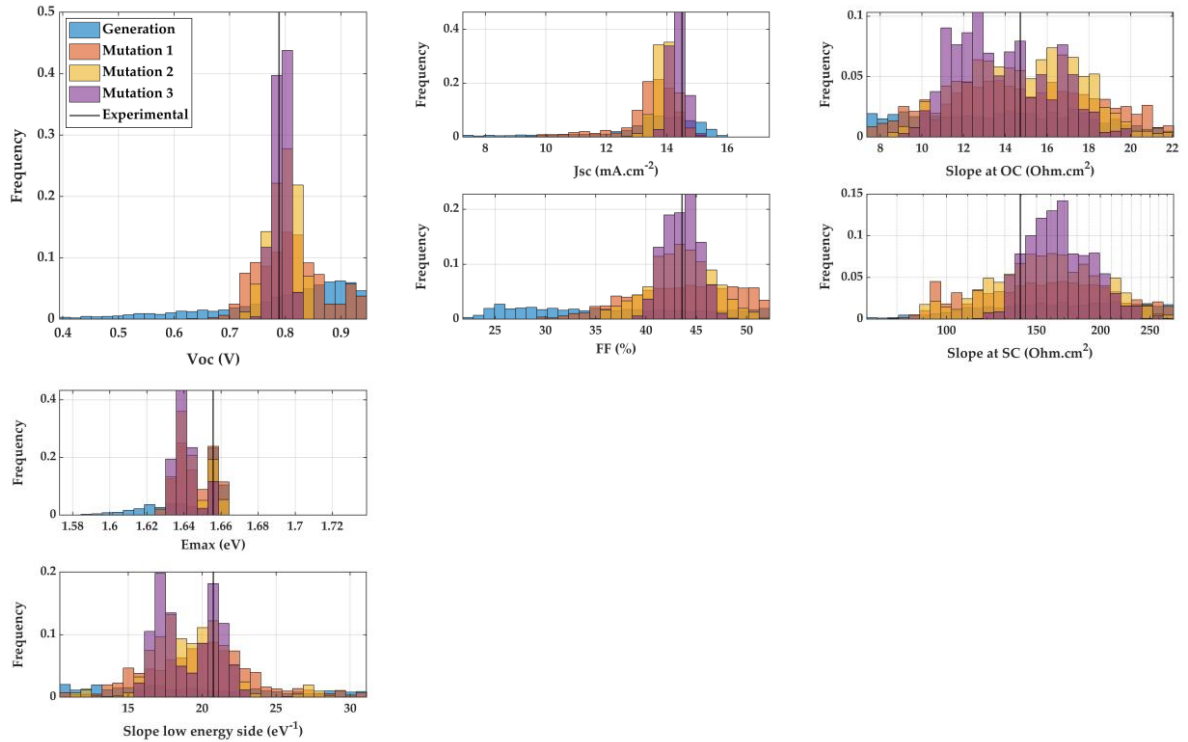 Generation
Mutation 1
Mutation 2
Mutation 3
Experimental
0.5
0.4
0.3
0.2
0.1
0
Frequency
0.4 0.5 0.6 0.7 0.8 0.9
Voc (V)
0.4
0.2
0
Frequency
8 10 12 14 16
Jsc (mA.cm⁻²)
0.1
0.05
0
Frequency
8 10 12 14 16 18 20 22
Slope at OC (Ohm.cm²)
0.2
0.1
0
Frequency
25 30 35 40 45 50
FF (%)
0.15
0.1
0.05
0
Frequency
100 150 200 250
Slope at SC (Ohm.cm²)
0.4
0.2
0
Frequency
1.58 1.6 1.62 1.64 1.66 1.68 1.7 1.72
Emax (eV)
0.2
0.1
0
Frequency
15 20 25 30
Slope low energy side (eV⁻¹)